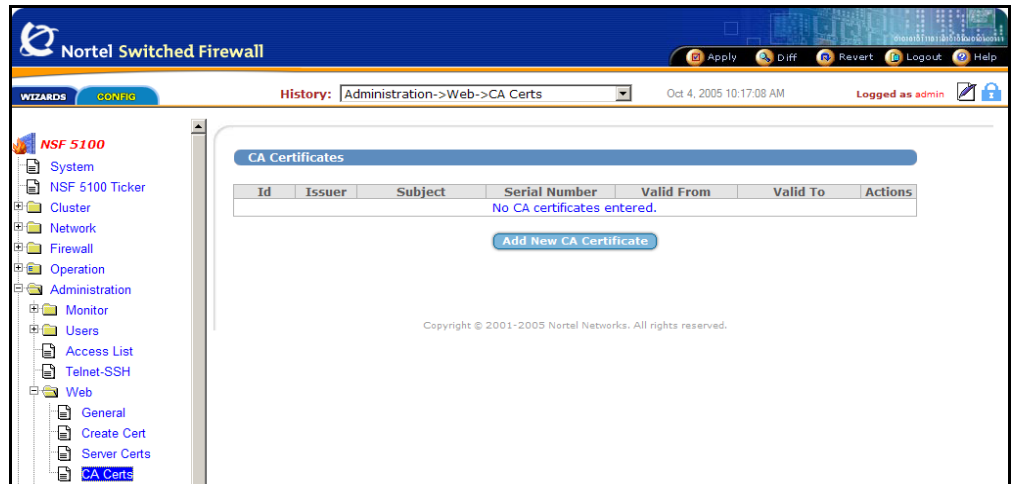 Nortel Switched Firewall
Apply Diff Revert Logout Help
WIZARDS CONFIG
History: Administration->Web->CA Certs Oct 4, 2005 10:17:08 AM Logged as admin
NSF 5100
System
NSF 5100 Ticker
Cluster
Network
Firewall
Operation
Administration
Monitor
Users
Access List
Telnet-SSH
Web
General
Create Cert
Server Certs
CA Certs
CA Certificates
Id Issuer Subject Serial Number Valid From Valid To Actions
No CA certificates entered.
Add New CA Certificate
Copyright © 2001-2005 Nortel Networks. All rights reserved.